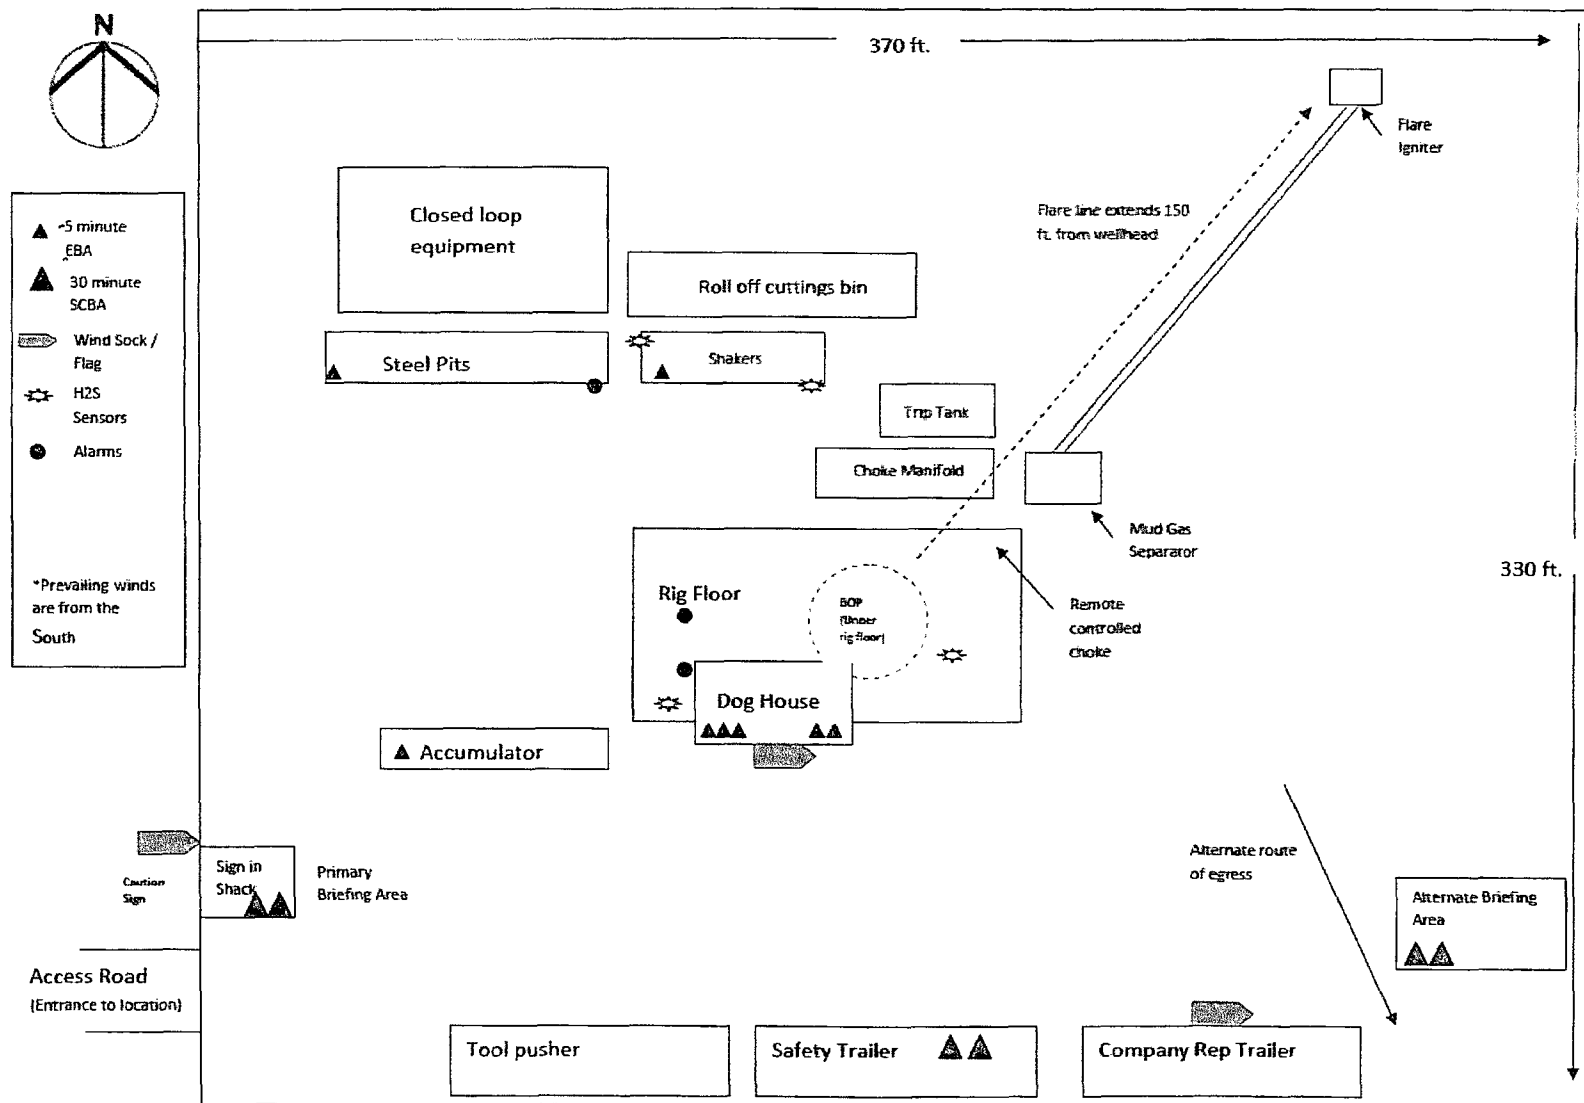 N
370 ft.
Flare
Igniter
~5 minute
EBA
30 minute
SCBA
Wind Sock /
Flag
H2S
Sensors
Alarms
*Prevailing winds
are from the
South
Closed loop
equipment
Flare line extends 150
ft. from wellhead
Roll off cuttings bin
Steel Pits
Shakers
Trip Tank
Choke Manifold
Mud Gas
Separator
330 ft.
Rig Floor
BOP
(Under
rig floor)
Remote
controlled
choke
Dog House
Accumulator
Sign in
Shack
Primary
Briefing Area
Caution
Sign
Alternate route
of egress
Alternate Briefing
Area
Access Road
(Entrance to location)
Tool pusher
Safety Trailer
Company Rep Trailer